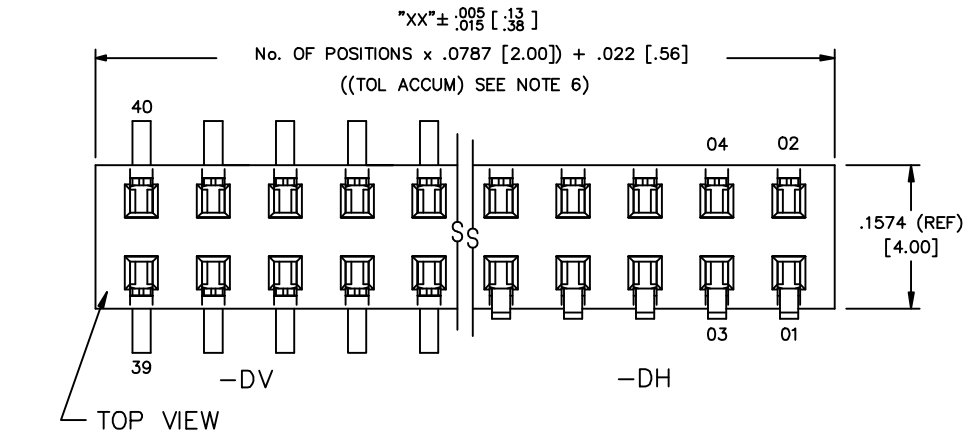 "XX"± .005 .015 [ .13 .38 ]
No. OF POSITIONS x .0787 [2.00]) + .022 [.56]
((TOL ACCUM) SEE NOTE 6)
40
04
02
.1574 (REF)
[4.00]
S
S
03
01
39
-DV
-DH
TOP VIEW